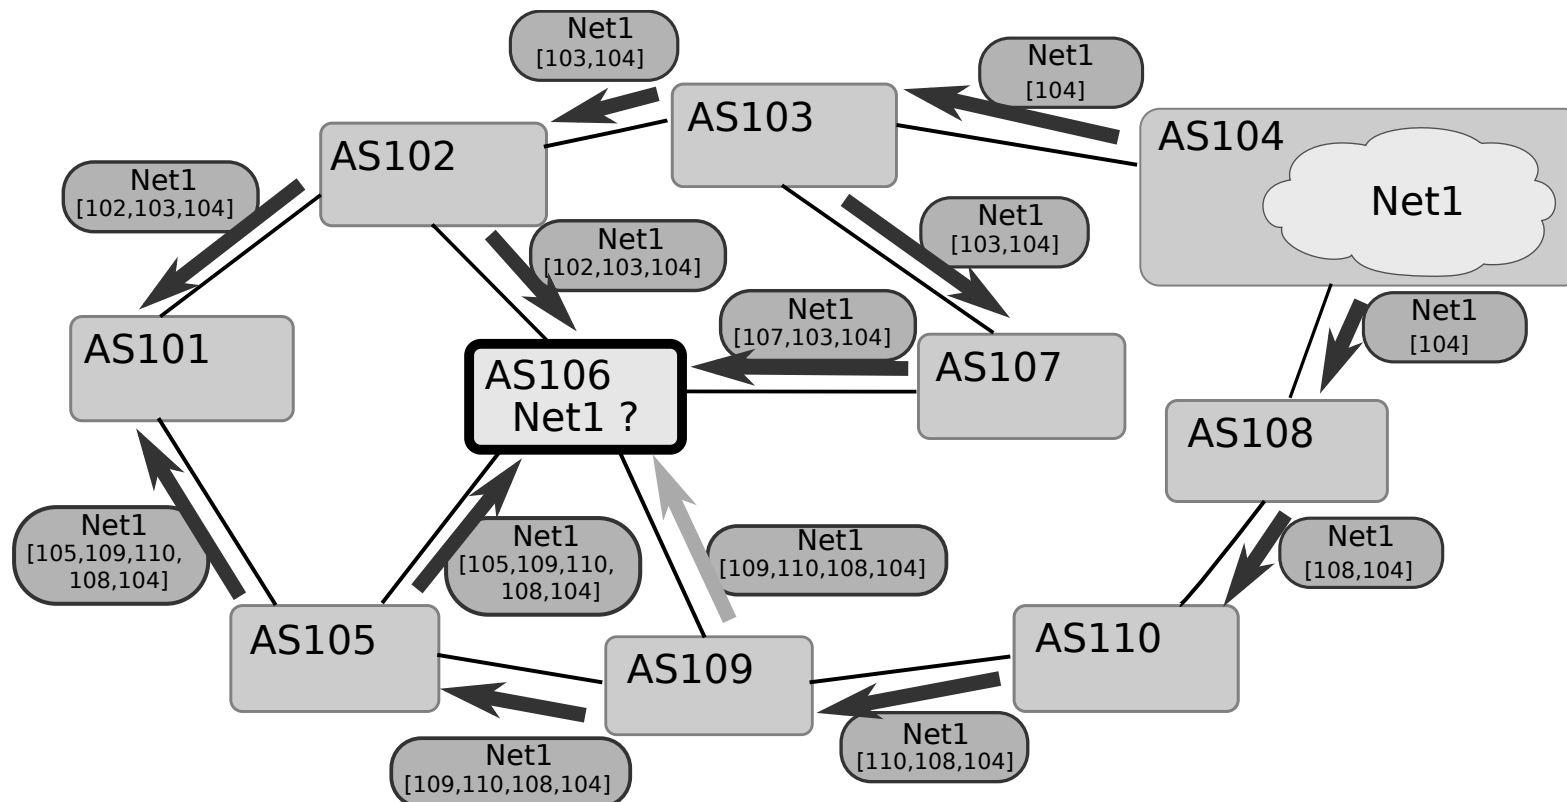 Net1
[103,104]
Net1
[104]
AS103
AS104
AS102
Net1
[102,103,104]
Net1
Net1
[103,104]
Net1
[102,103,104]
Net1
[107,103,104]
Net1
[104]
AS101
AS106
Net1 ?
AS107
AS108
Net1
[105,109,110,
108,104]
Net1
[105,109,110,
108,104]
Net1
[109,110,108,104]
Net1
[108,104]
AS105
AS109
AS110
Net1
[109,110,108,104]
Net1
[110,108,104]